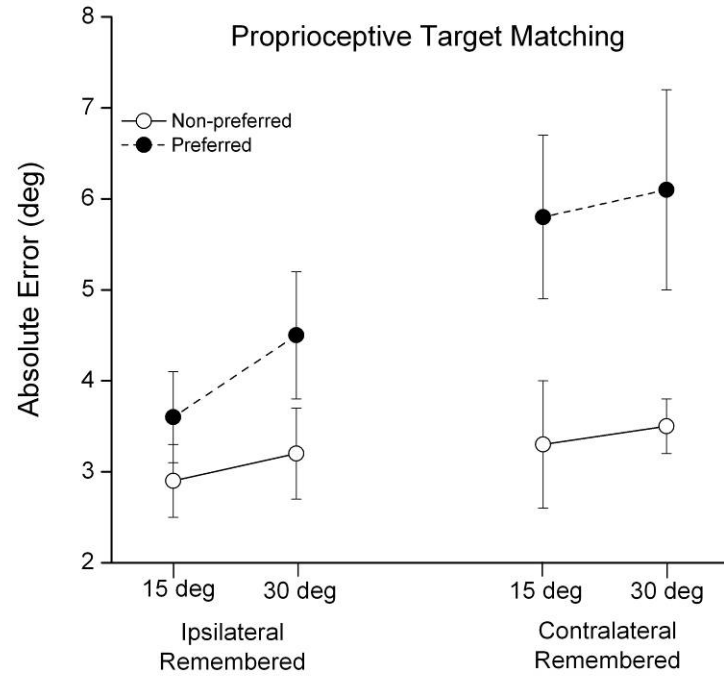 Proprioceptive Target Matching
Non-preferred
Preferred
Absolute Error (deg)
8
7
6
5
4
3
2
15 deg 30 deg 15 deg 30 deg
Ipsilateral Remembered
Contralateral Remembered